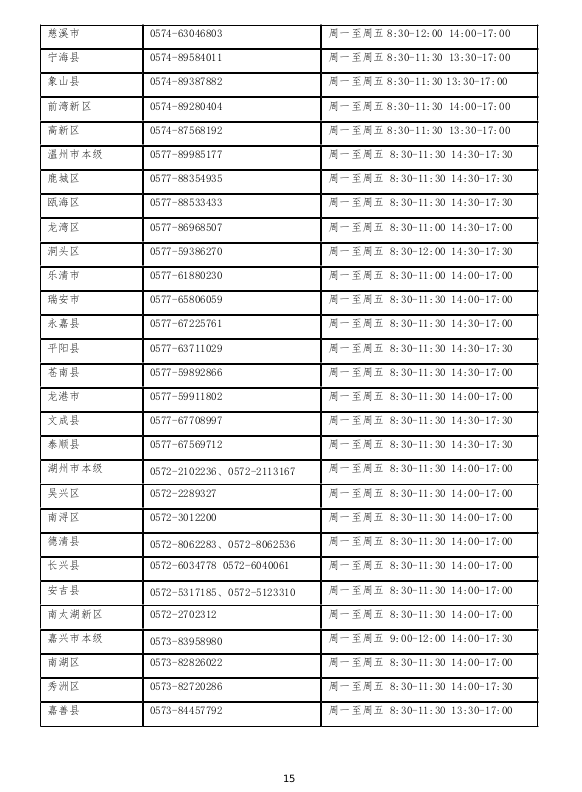 慈溪市 0574-63046803 周一至周五 8:30-12:00 14:00-17:00
宁海县 0574-89584011 周一至周五 8:30-11:30 13:30-17:00
象山县 0574-89387882 周一至周五 8:30-11:30 13:30-17:00
前湾新区 0574-89280404 周一至周五 8:30-11:30 14:00-17:00
高新区 0574-87568192 周一至周五 8:30-11:30 13:30-17:00
温州市本级 0577-89985177 周一至周五 8:30-11:30 14:30-17:30
鹿城区 0577-88354935 周一至周五 8:30-11:30 14:30-17:30
瓯海区 0577-88533433 周一至周五 8:30-11:30 14:30-17:30
龙湾区 0577-86968507 周一至周五 8:30-11:00 14:30-17:00
洞头区 0577-59386270 周一至周五 8:30-12:00 14:30-17:30
乐清市 0577-61880230 周一至周五 8:30-11:00 14:00-17:00
瑞安市 0577-65806059 周一至周五 8:30-11:30 14:00-17:00
永嘉县 0577-67225761 周一至周五 8:30-11:30 14:30-17:00
平阳县 0577-63711029 周一至周五 8:30-11:30 14:30-17:30
苍南县 0577-59892866 周一至周五 8:30-11:30 14:00-17:00
龙港市 0577-59911802 周一至周五 8:30-11:30 14:00-17:00
文成县 0577-67708997 周一至周五 8:30-11:30 14:30-17:30
泰顺县 0577-67569712 周一至周五 8:30-11:30 14:30-17:30
湖州市本级 0572-2102236、0572-2113167 周一至周五 8:30-11:30 14:00-17:00
吴兴区 0572-2289327 周一至周五 8:30-11:30 14:00-17:00
南浔区 0572-3012200 周一至周五 8:30-11:30 14:00-17:00
德清县 0572-8062283、0572-8062536 周一至周五 8:30-11:30 14:00-17:00
长兴县 0572-6034778 0572-6040061 周一至周五 8:30-11:30 14:00-17:00
安吉县 0572-5317185、0572-5123310 周一至周五 8:30-11:30 14:00-17:00
南太湖新区 0572-2702312 周一至周五 8:30-11:30 14:00-17:00
嘉兴市本级 0573-83958980 周一至周五 9:00-12:00 14:00-17:30
南湖区 0573-82826022 周一至周五 8:30-11:30 14:00-17:00
秀洲区 0573-82720286 周一至周五 8:30-11:30 14:00-17:30
嘉善县 0573-84457792 周一至周五 8:30-11:30 13:30-17:00
15